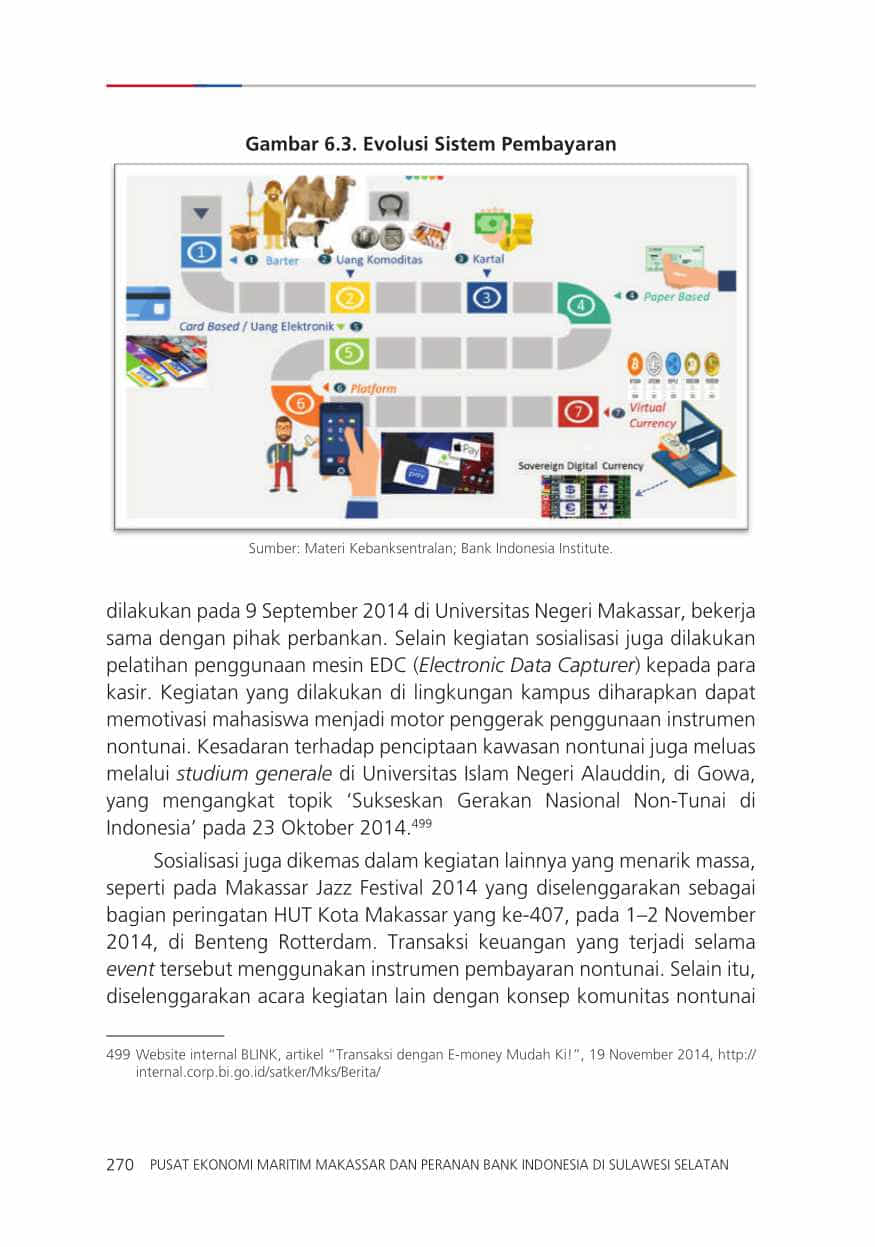 Gambar 6.3. Evolusi Sistem Pembayaran
1
1 Barter
2 Uang Komoditas
3 Kartal
2
3
4
4 Paper Based
Card Based / Uang Elektronik 5
5
6 Platform
6
7
7 Virtual
Currency
Pay
pay
Sovereign Digital Currency
$ £
€ ¥
Sumber: Materi Kebanksentralan; Bank Indonesia Institute.
dilakukan pada 9 September 2014 di Universitas Negeri Makassar, bekerja
sama dengan pihak perbankan. Selain kegiatan sosialisasi juga dilakukan
pelatihan penggunaan mesin EDC (Electronic Data Capturer) kepada para
kasir. Kegiatan yang dilakukan di lingkungan kampus diharapkan dapat
memotivasi mahasiswa menjadi motor penggerak penggunaan instrumen
nontunai. Kesadaran terhadap penciptaan kawasan nontunai juga meluas
melalui studium generale di Universitas Islam Negeri Alauddin, di Gowa,
yang mengangkat topik ‘Sukseskan Gerakan Nasional Non-Tunai di
Indonesia’ pada 23 Oktober 2014.499
Sosialisasi juga dikemas dalam kegiatan lainnya yang menarik massa,
seperti pada Makassar Jazz Festival 2014 yang diselenggarakan sebagai
bagian peringatan HUT Kota Makassar yang ke-407, pada 1–2 November
2014, di Benteng Rotterdam. Transaksi keuangan yang terjadi selama
event tersebut menggunakan instrumen pembayaran nontunai. Selain itu,
diselenggarakan acara kegiatan lain dengan konsep komunitas nontunai
499 Website internal BLINK, artikel “Transaksi dengan E-money Mudah Ki!”, 19 November 2014, http://
internal.corp.bi.go.id/satker/Mks/Berita/
270 PUSAT EKONOMI MARITIM MAKASSAR DAN PERANAN BANK INDONESIA DI SULAWESI SELATAN